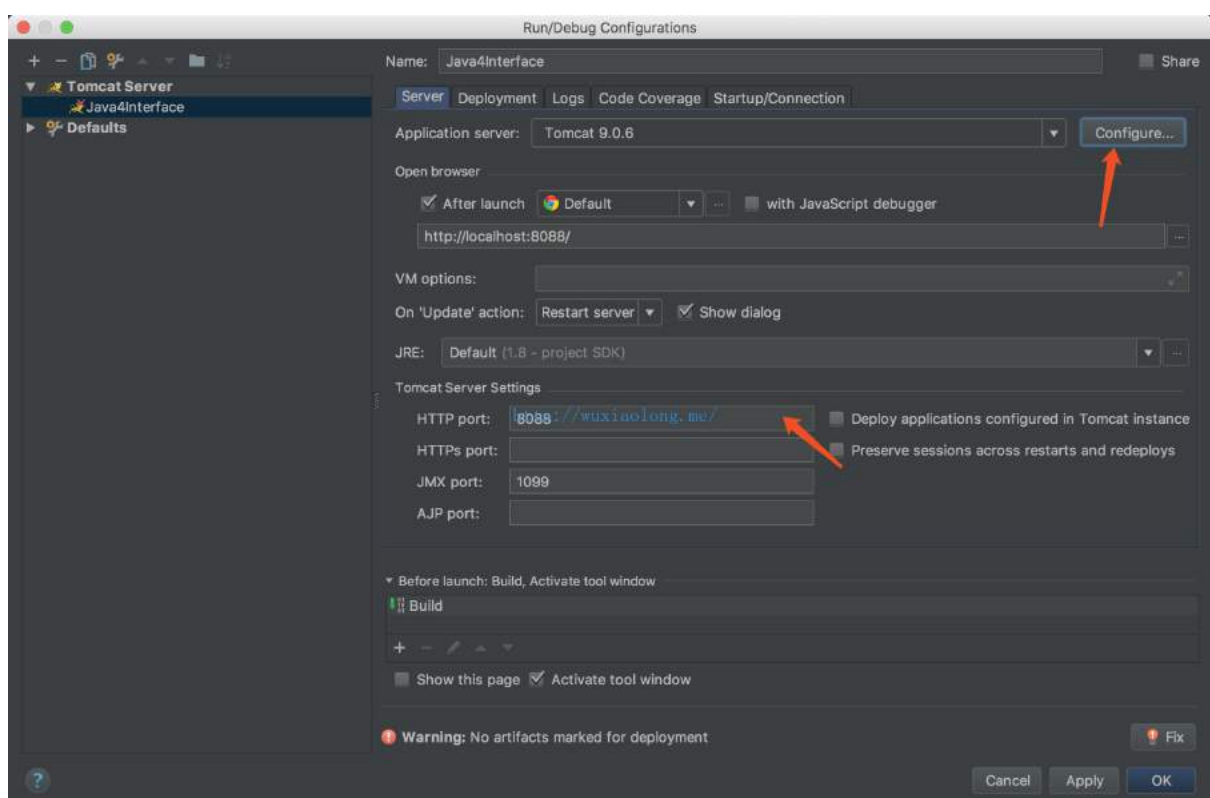 Run/Debug Configurations
Name: Java4Interface Share
Tomcat Server
Java4Interface
Defaults
Server Deployment Logs Code Coverage Startup/Connection
Application server: Tomcat 9.0.6 Configure...
Open browser
After launch Default ... with JavaScript debugger
http://localhost:8088/ ...
VM options:
On 'Update' action: Restart server Show dialog
JRE: Default (1.8 - project SDK) ...
Tomcat Server Settings
HTTP port: 8088 http://wuxiaolong.me/ Deploy applications configured in Tomcat instance
HTTPs port: Preserve sessions across restarts and redeploys
JMX port: 1099
AJP port:
Before launch: Build, Activate tool window
Build
Show this page Activate tool window
Warning: No artifacts marked for deployment Fix
? Cancel Apply OK